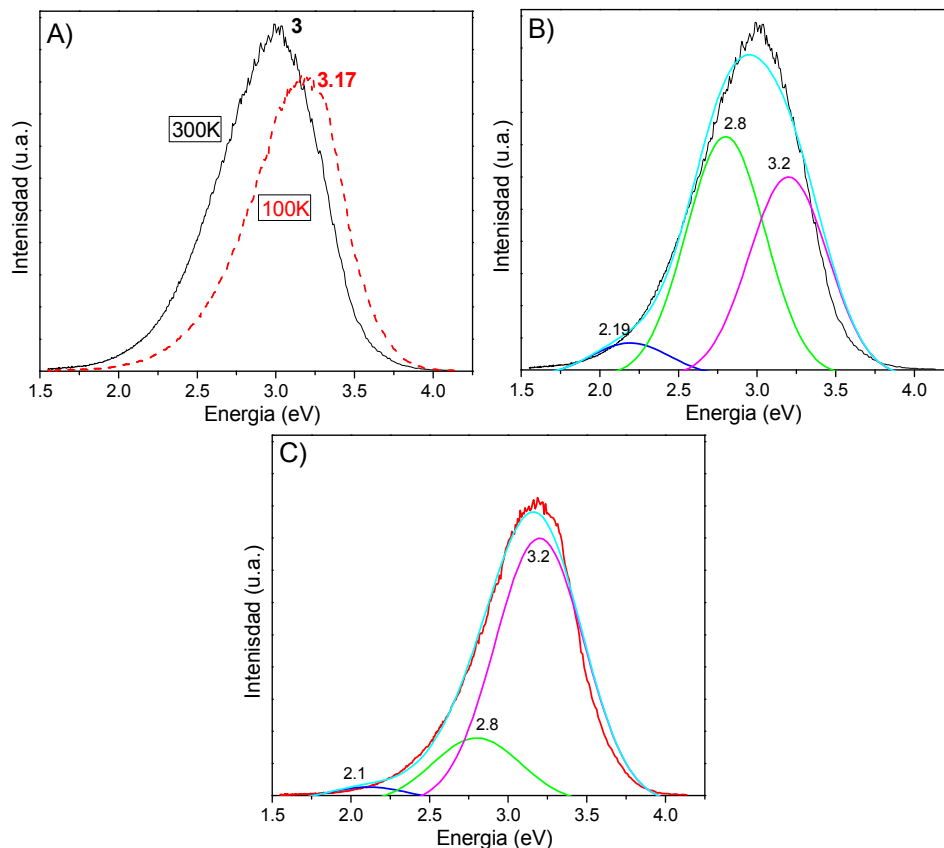 A)
3
3.17
300K
100K
Intenisdad (u.a.)
1.5 2.0 2.5 3.0 3.5 4.0
Energia (eV)
B)
2.8
3.2
2.19
Intenisdad (u.a.)
1.5 2.0 2.5 3.0 3.5 4.0
Energia (eV)
C)
3.2
2.8
2.1
Intenisdad (u.a.)
1.5 2.0 2.5 3.0 3.5 4.0
Energia (eV)